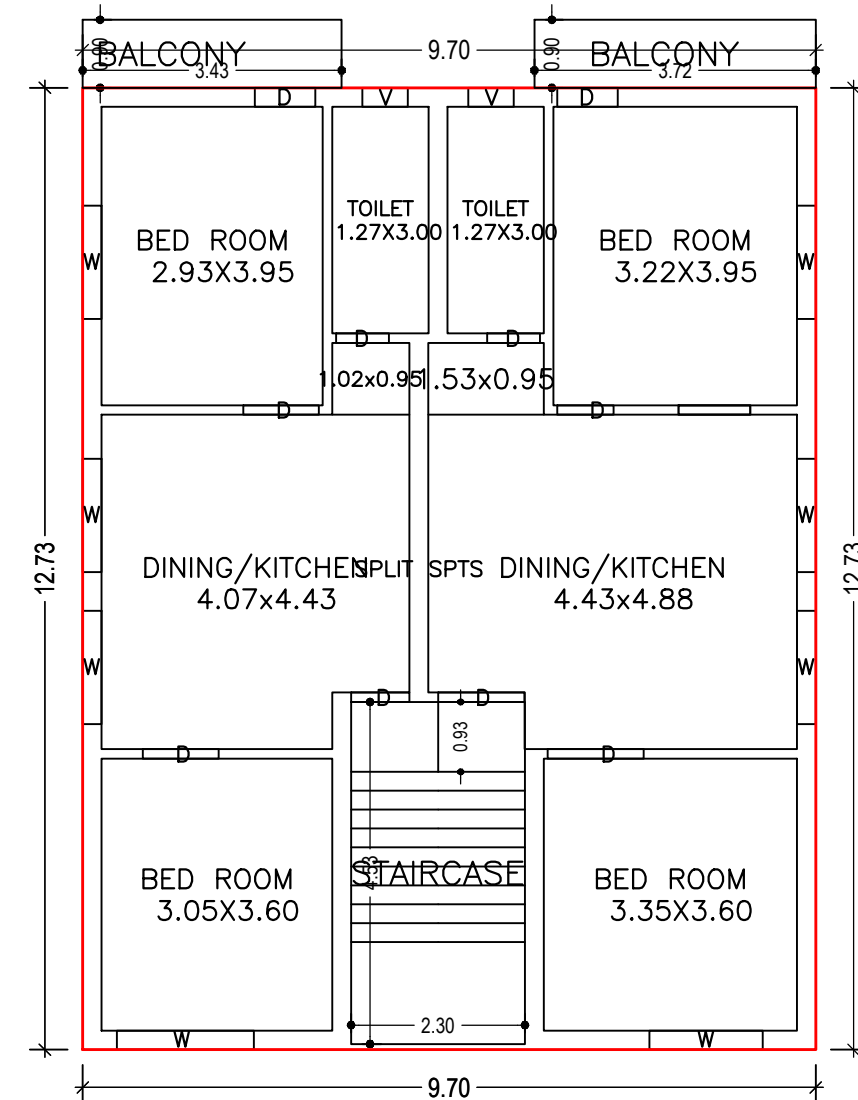 BALCONY
9.70
BALCONY
0.90
3.43
0.90
3.72
D
V
V
D
TOILET
1.27X3.00
TOILET
1.27X3.00
BED ROOM
2.93X3.95
BED ROOM
3.22X3.95
W
W
D
D
1.02x0.95
1.53x0.95
D
D
W
W
12.73
12.73
DINING/KITCHEN
4.07x4.43
SPLIT SPTS
DINING/KITCHEN
4.43x4.88
W
W
D
D
0.93
D
D
STAIRCASE
4.53
BED ROOM
3.05X3.60
BED ROOM
3.35X3.60
2.30
W
W
9.70